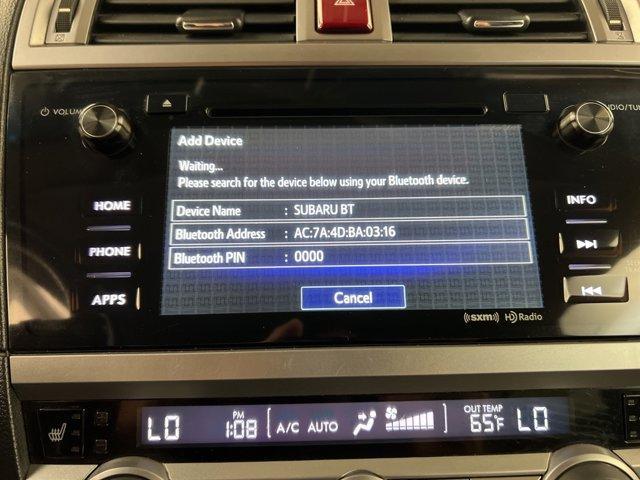 VOLUM
Add Device
Waiting...
Please search for the device below using your Bluetooth device.
Device Name : SUBARU BT
Bluetooth Address : AC:7A:4D:BA:03:16
Bluetooth PIN : 0000
Cancel
HOME
PHONE
APPS
INFO
((sxm)) HD Radio
LO PM 1:08 A/C AUTO OUT TEMP 65°F LO